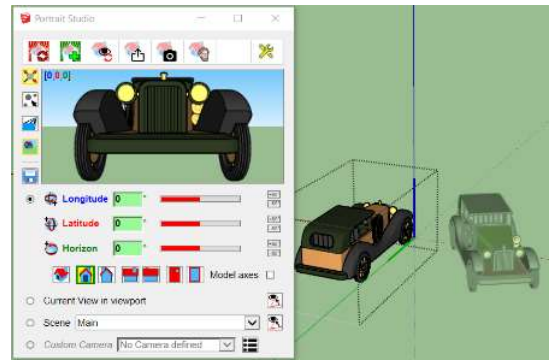 Portrait Studio
[0,0,0]
Longitude 0 °
Latitude 0 °
Horizon 0 °
Model axes
Current View in viewport
Scene Main
Custom Camera No Camera defined